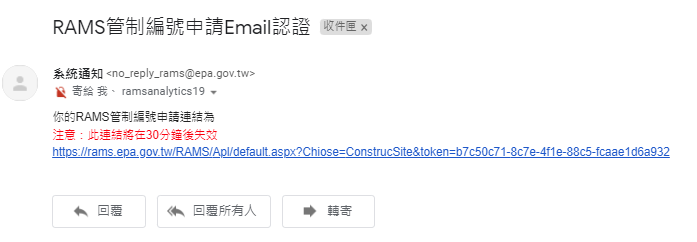 RAMS管制編號申請Email認證 收件匣 ×
系統通知 <no_reply_rams@epa.gov.tw>
寄給 我、 ramsanalytics19
你的RAMS管制編號申請連結為
注意：此連結將在30分鐘後失效
https://rams.epa.gov.tw/RAMS/Apl/default.aspx?Chiose=ConstrucSite&token=b7c50c71-8c7e-4f1e-88c5-fcaae1d6a932
回覆 回覆所有人 轉寄